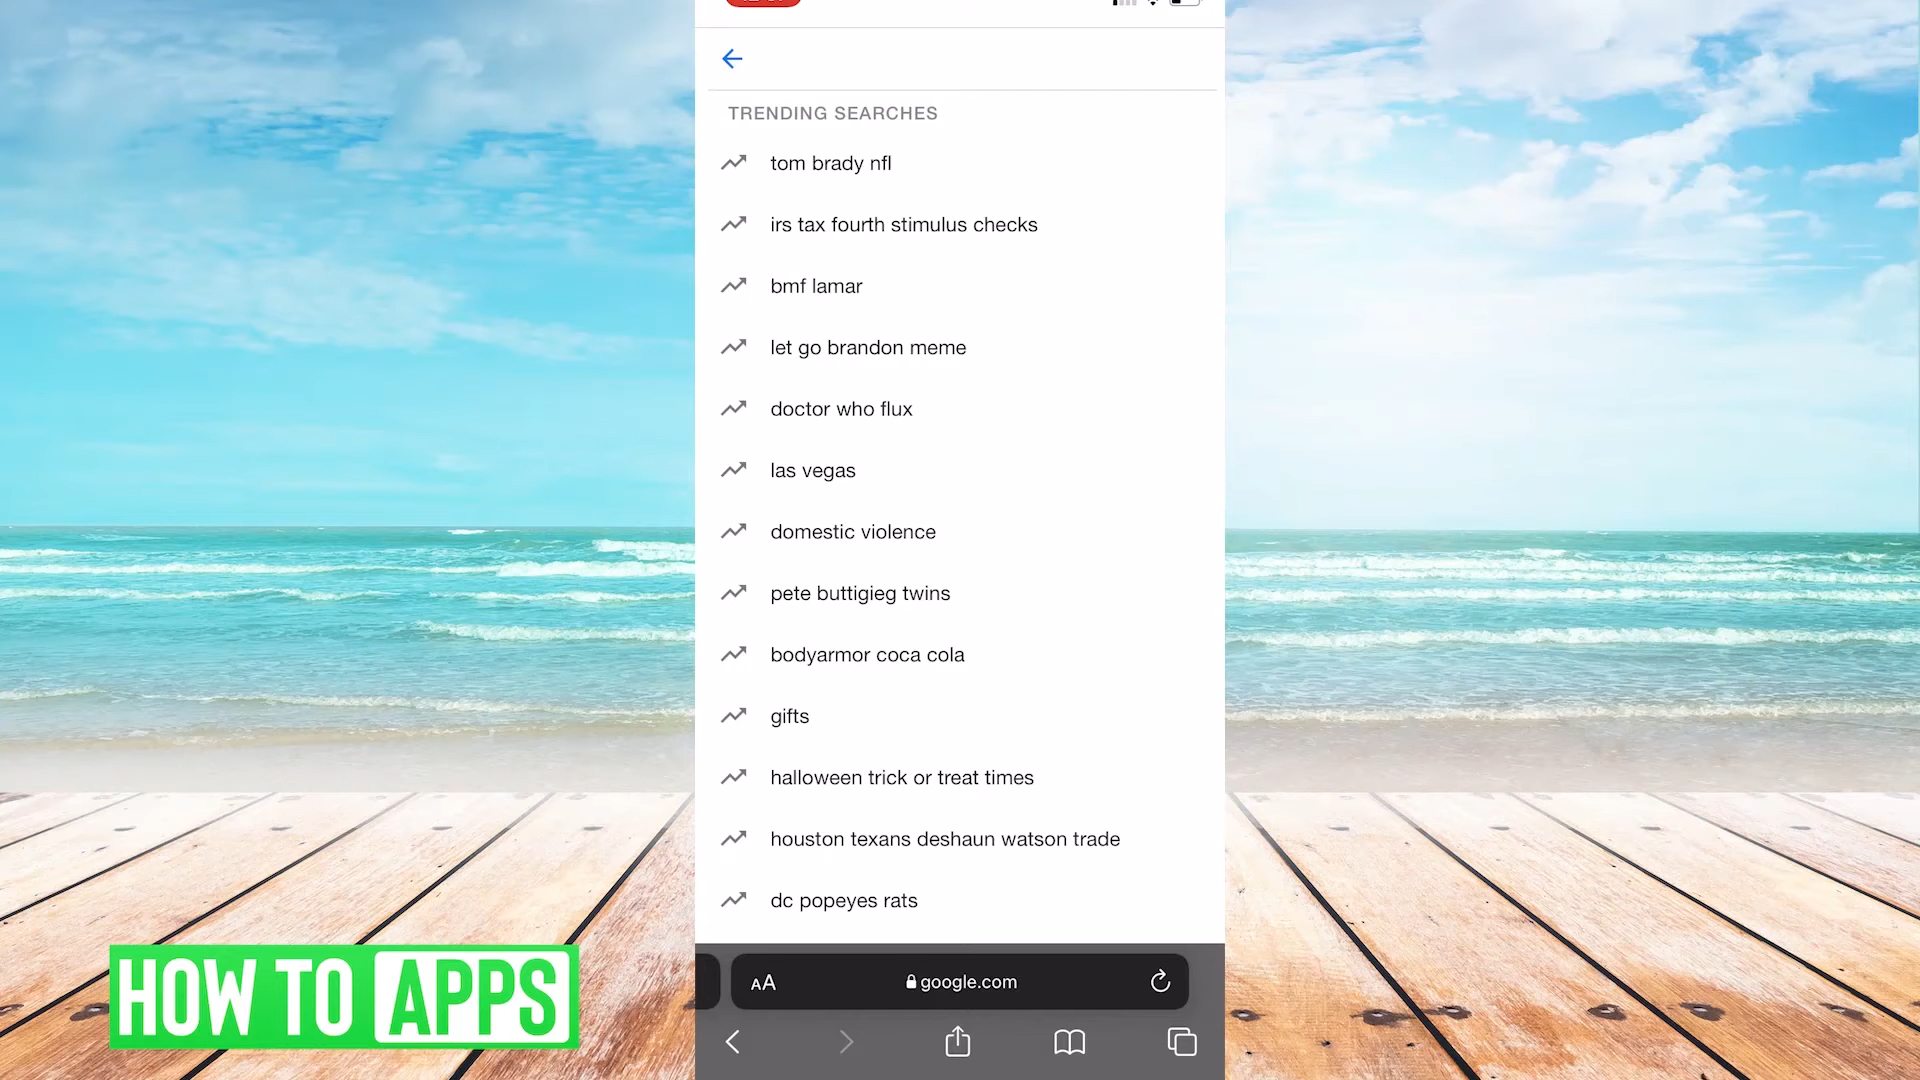 TRENDING SEARCHES
tom brady nfl
irs tax fourth stimulus checks
bmf lamar
let go brandon meme
doctor who flux
las vegas
domestic violence
pete buttigieg twins
bodyarmor coca cola
gifts
halloween trick or treat times
houston texans deshaun watson trade
dc popeyes rats
AA google.com
HOW TO APPS